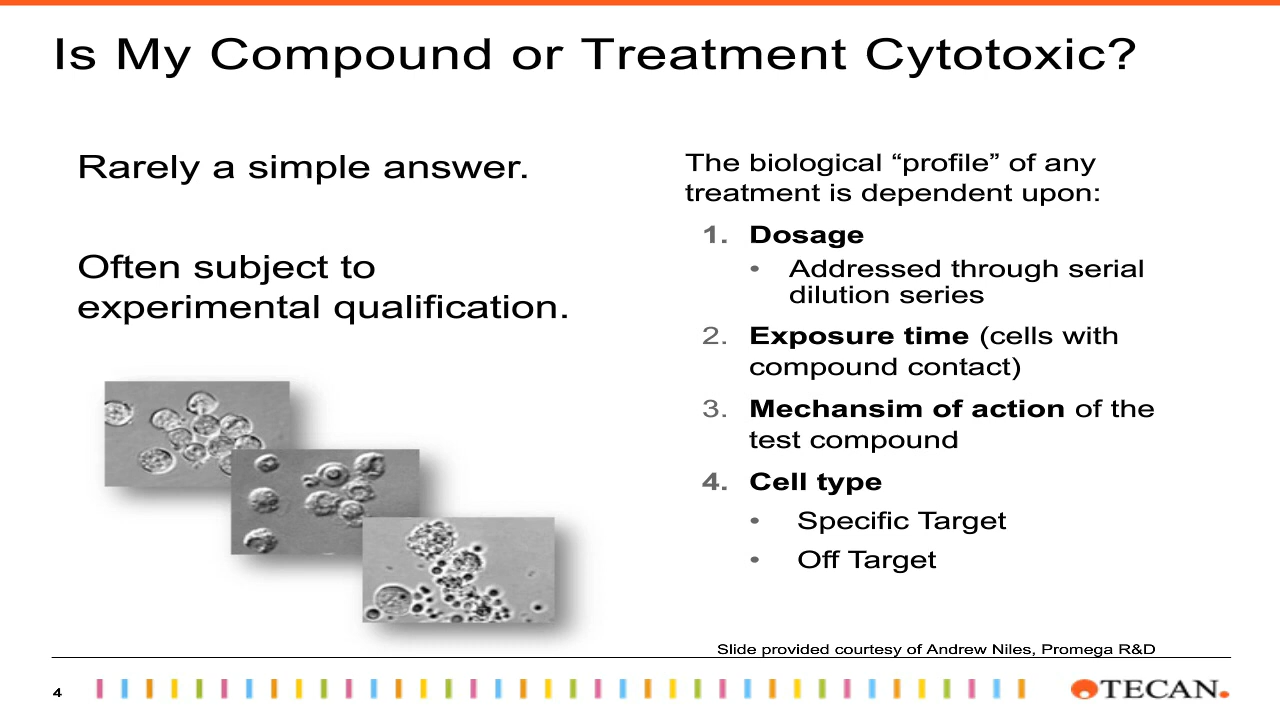 Is My Compound or Treatment Cytotoxic?
Rarely a simple answer.
Often subject to
experimental qualification.
The biological “profile” of any
treatment is dependent upon:
1. Dosage
• Addressed through serial
dilution series
2. Exposure time (cells with
compound contact)
3. Mechansim of action of the
test compound
4. Cell type
• Specific Target
• Off Target
Slide provided courtesy of Andrew Niles, Promega R&D
4
TECAN.